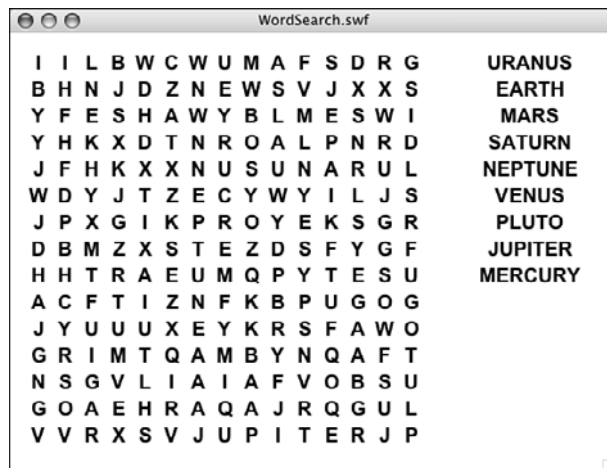 WordSearch.swf
I I L B W C W U M A F S D R G URANUS
B H N J D Z N E W S V J X X S EARTH
Y F E S H A W Y B L M E S W I MARS
Y H K X D T N R O A L P N R D SATURN
J F H K X X N U S U N A R U L NEPTUNE
W D Y J T Z E C Y W Y I L J S VENUS
J P X G I K P R O Y E K S G R PLUTO
D B M Z X S T E Z D S F Y G F JUPITER
H H T R A E U M Q P Y T E S U MERCURY
A C F T I Z N F K B P U G O G
J Y U U U X E Y K R S F A W O
G R I M T Q A M B Y N Q A F T
N S G V L I A I A F V O B S U
G O A E H R A Q A J R Q G U L
V V R X S V J U P I T E R J P